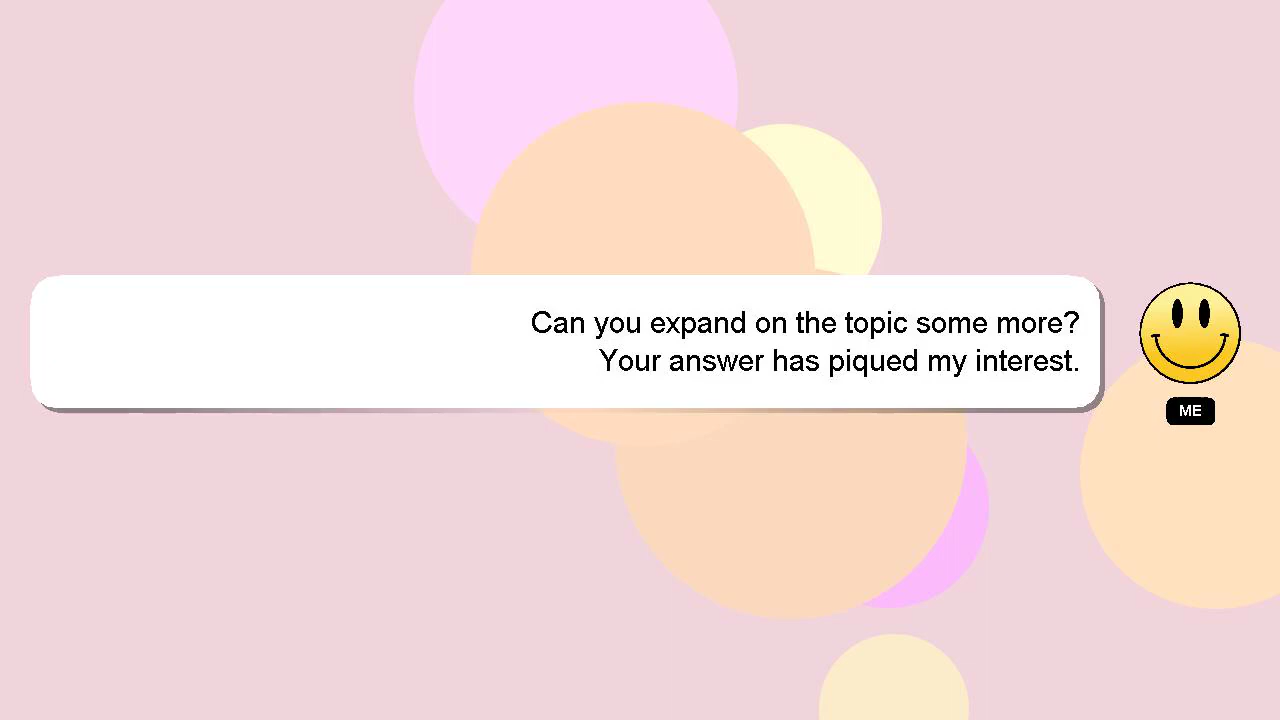 Can you expand on the topic some more?
Your answer has piqued my interest.
ME